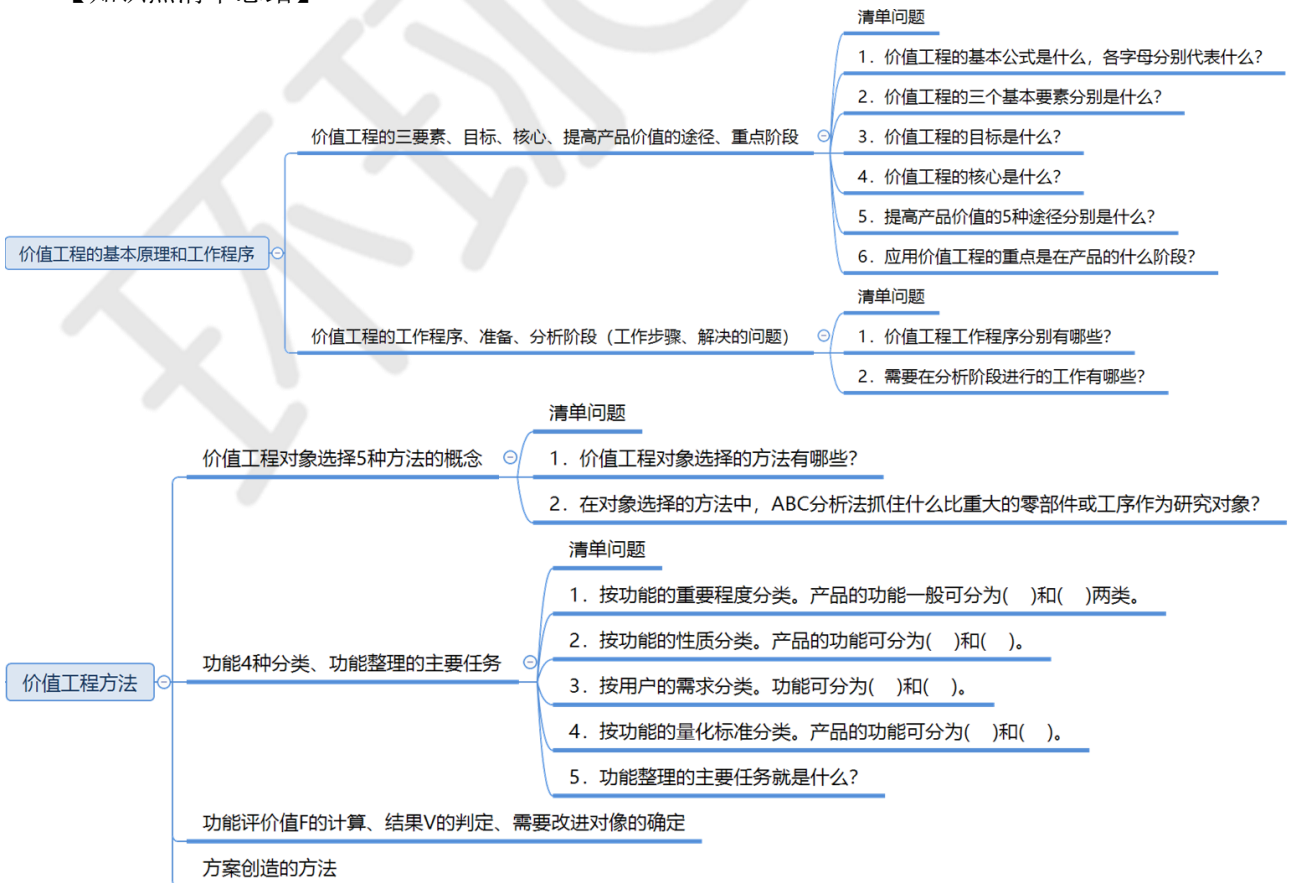 价值工程的基本原理和工作程序
价值工程的三要素、目标、核心、提高产品价值的途径、重点阶段
清单问题
1. 价值工程的基本公式是什么,各字母分别代表什么?
2. 价值工程的三个基本要素分别是什么?
3. 价值工程的目标是什么?
4. 价值工程的核心是什么?
5. 提高产品价值的5种途径分别是什么?
6. 应用价值工程的重点是在产品的什么阶段?
价值工程的工作程序、准备、分析阶段(工作步骤、解决的问题)
清单问题
1. 价值工程工作程序分别有哪些?
2. 需要在分析阶段进行的工作有哪些?
价值工程方法
价值工程对象选择5种方法的概念
清单问题
1. 价值工程对象选择的方法有哪些?
2. 在对象选择的方法中,ABC分析法抓住什么比重大的零部件或工序作为研究对象?
功能4种分类、功能整理的主要任务
清单问题
1. 按功能的重要程度分类。产品的功能一般可分为( )和( )两类。
2. 按功能的性质分类。产品的功能可分为( )和( )。
3. 按用户的需求分类。功能可分为( )和( )。
4. 按功能的量化标准分类。产品的功能可分为( )和( )。
5. 功能整理的主要任务就是什么?
功能评价值F的计算、结果V的判定、需要改进对像的确定
方案创造的方法